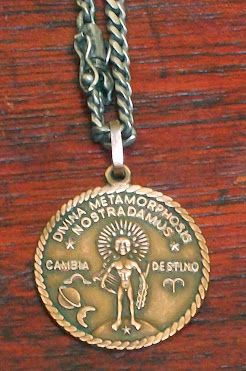 DIVINA METAMORPHOSIS
NOSTRADAMUS
CAMBIA DESTINO